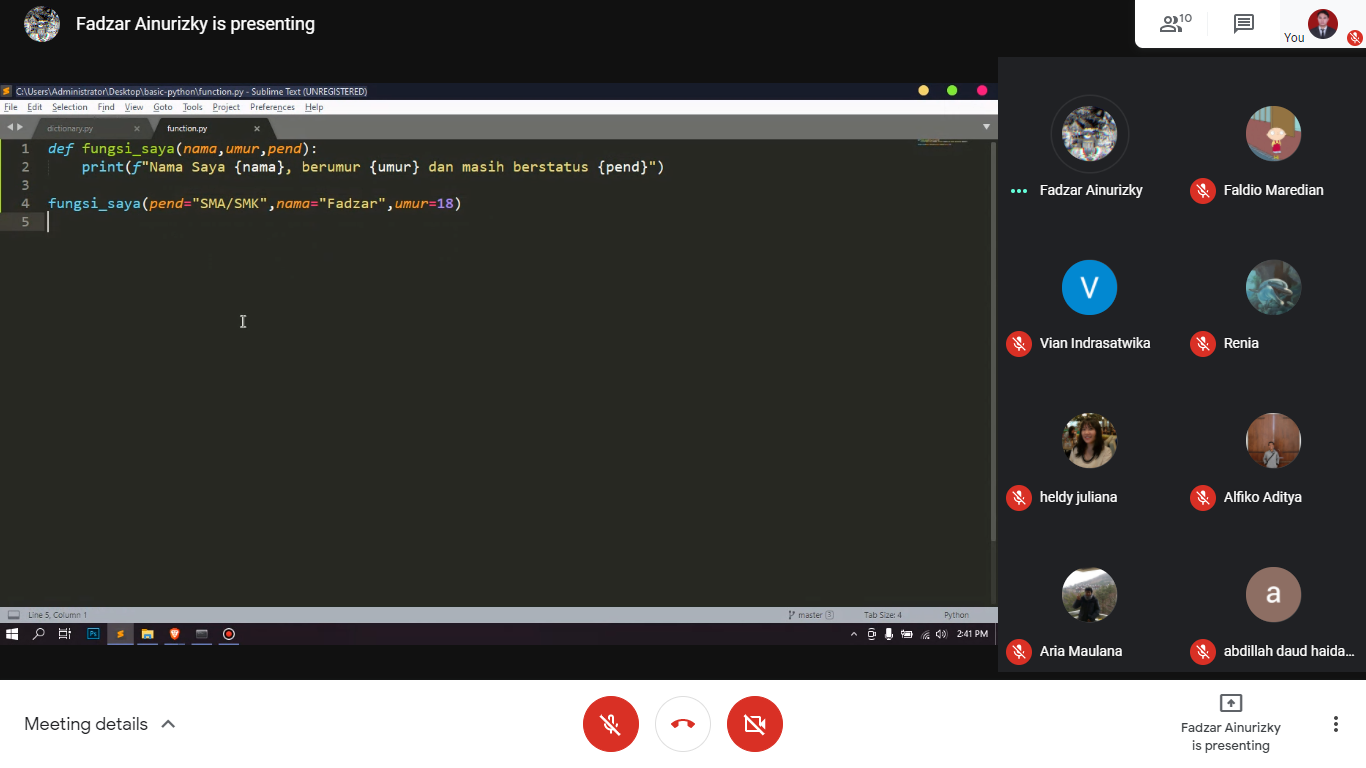 Fadzar Ainurizky is presenting
10
You
C:\Users\Administrator\Desktop\basic-python\function.py - Sublime Text (UNREGISTERED)
File Edit Selection Find View Goto Tools Project Preferences Help
dictionary.py × function.py ×
1 def fungsi_saya(nama,umur,pend):
2     print(f"Nama Saya {nama}, berumur {umur} dan masih berstatus {pend}")
3
4 fungsi_saya(pend="SMA/SMK",nama="Fadzar",umur=18)
5
Line 5, Column 1 master 3 Tab Size: 4 Python
Ps 2:41 PM
Fadzar Ainurizky
Faldio Maredian
V
Vian Indrasatwika
Renia
heldy juliana
Alfiko Aditya
a
Aria Maulana
abdillah daud haida...
Meeting details
Fadzar Ainurizky
is presenting